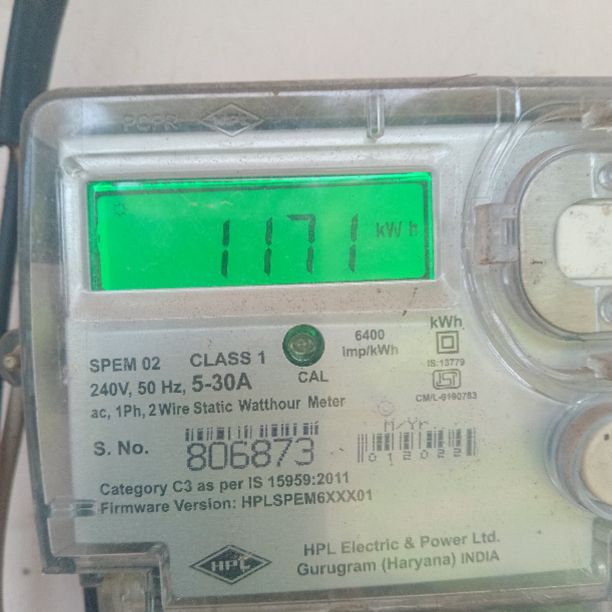 PCPR HPL
1171 kWh
6400
imp/kWh
kWh
IS:13779
CM/L-9190783
SPEM 02 CLASS 1
CAL
240V, 50 Hz, 5-30A
ac, 1Ph, 2 Wire Static Watthour Meter
M/Yr.
S. No. 806873
012022
Category C3 as per IS 15959:2011
Firmware Version: HPLSPEM6XXX01
HPL
HPL Electric & Power Ltd.
Gurugram (Haryana) INDIA